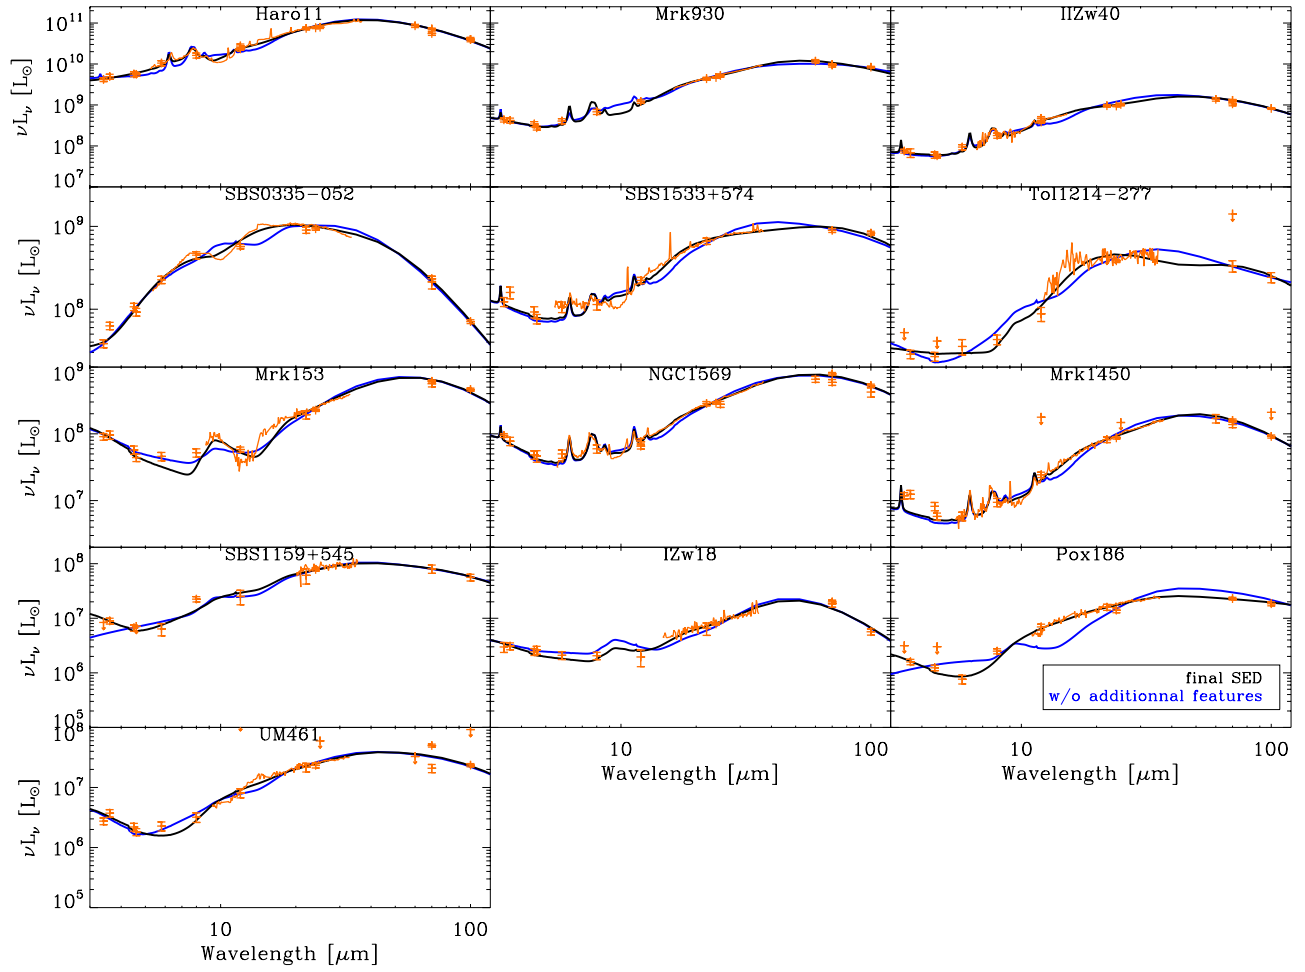 Haro11 Mrk930 IIZw40
10¹¹
10¹⁰
10⁹
10⁸
10⁷
νLν [L⊙]
SBS0335−052 SBS1533+574 Tol1214−277
10⁹
10⁸
νLν [L⊙]
10⁹
Mrk153 NGC1569 Mrk1450
10⁹
10⁸
10⁷
νLν [L⊙]
SBS1159+545 IZw18 Pox186
10⁸
10⁷
10⁶
10⁵
νLν [L⊙]
final SED
w/o additionnal features
10 100 10 100
Wavelength [μm] Wavelength [μm]
UM461
10⁸
10⁷
10⁶
10⁵
νLν [L⊙]
10 100
Wavelength [μm]